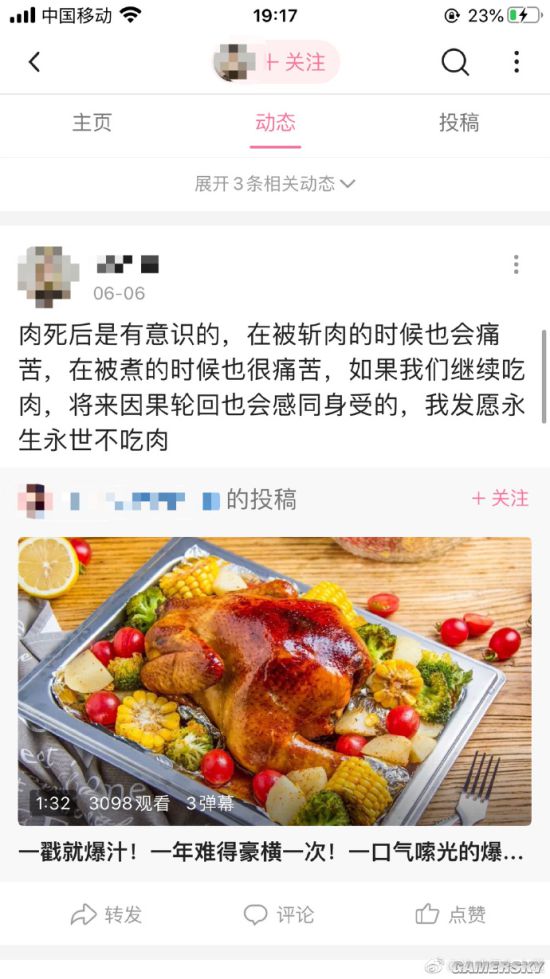 中国移动
19:17
23%
+ 关注
主页
动态
投稿
展开3条相关动态
06-06
肉死后是有意识的，在被斩肉的时候也会痛
苦，在被煮的时候也很痛苦，如果我们继续吃
肉，将来因果轮回也会感同身受的，我发愿永
生永世不吃肉
的投稿
+ 关注
1:32 3098观看 3弹幕
一戳就爆汁！一年难得豪横一次！一口气嗦光的爆...
转发
评论
点赞
GAMERSKY